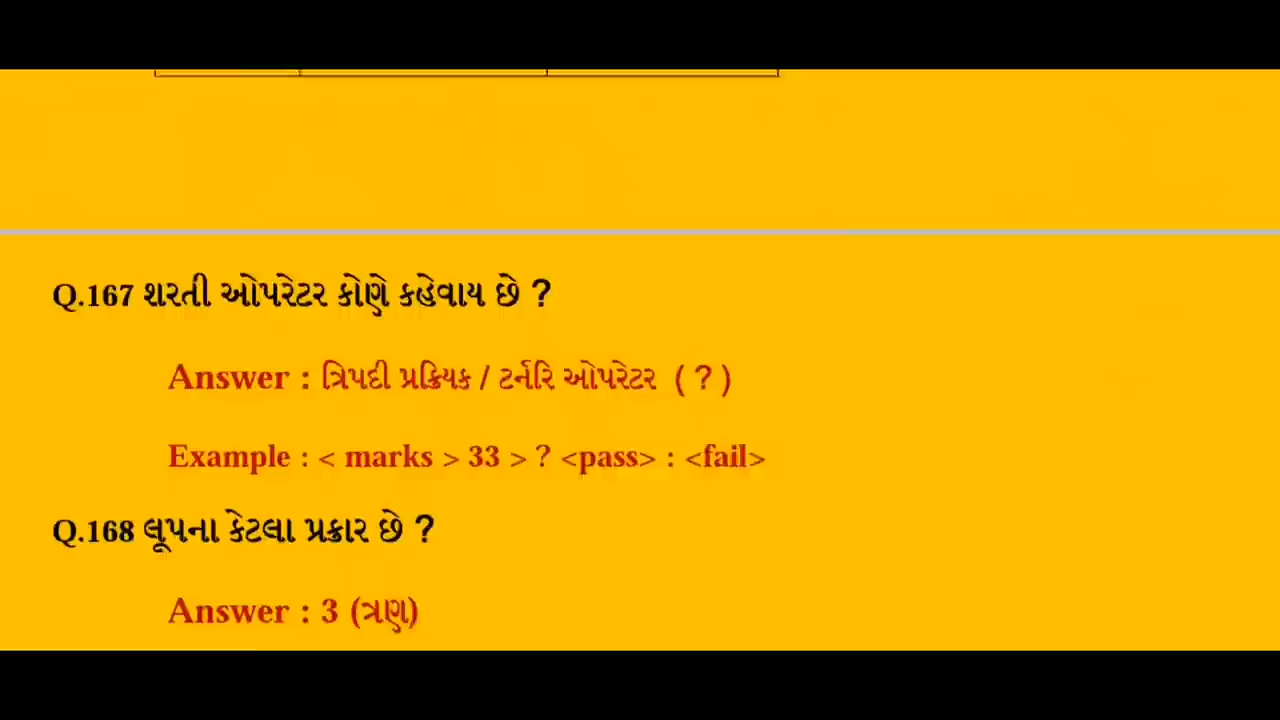 Q.167 શરતી ઓપરેટર કોણે કહેવાય છે ?
Answer : ત્રિપદી પ્રક્રિયક / ટર્નરિ ઓપરેટર ( ? )
Example : < marks > 33 > ? <pass> : <fail>
Q.168 લૂપના કેટલા પ્રકાર છે ?
Answer : 3 (ત્રણ)